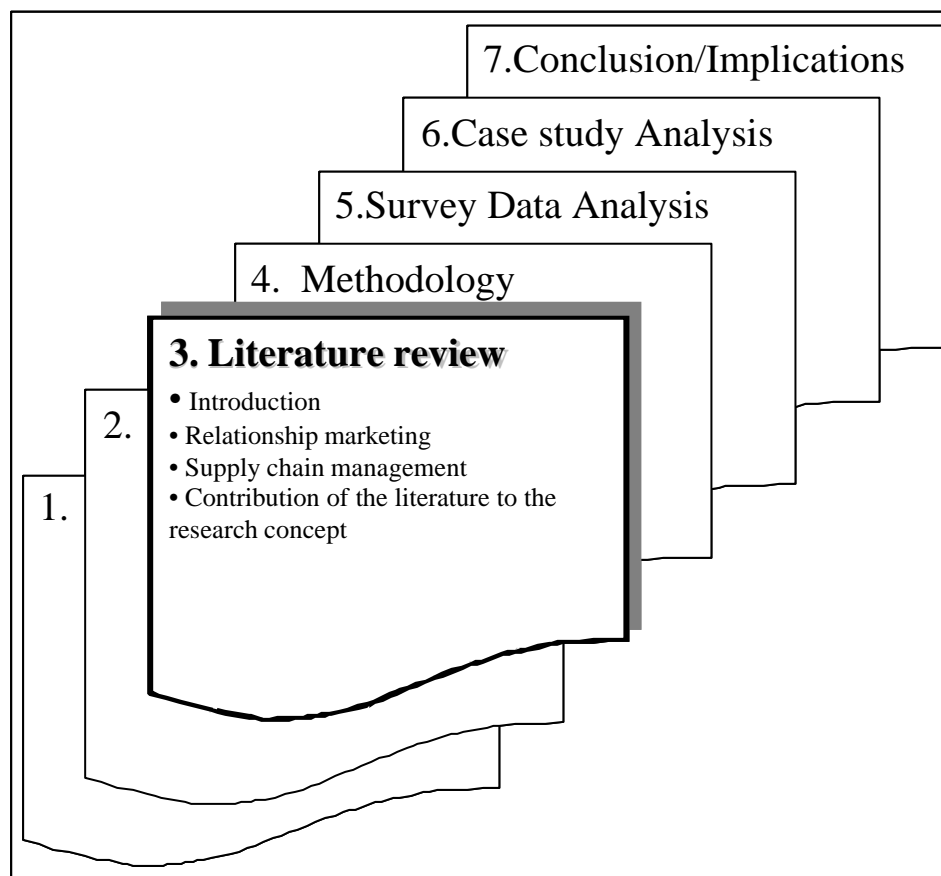 7.Conclusion/Implications
6.Case study Analysis
5.Survey Data Analysis
4. Methodology
3. Literature review
• Introduction
• Relationship marketing
• Supply chain management
• Contribution of the literature to the
research concept
2.
1.